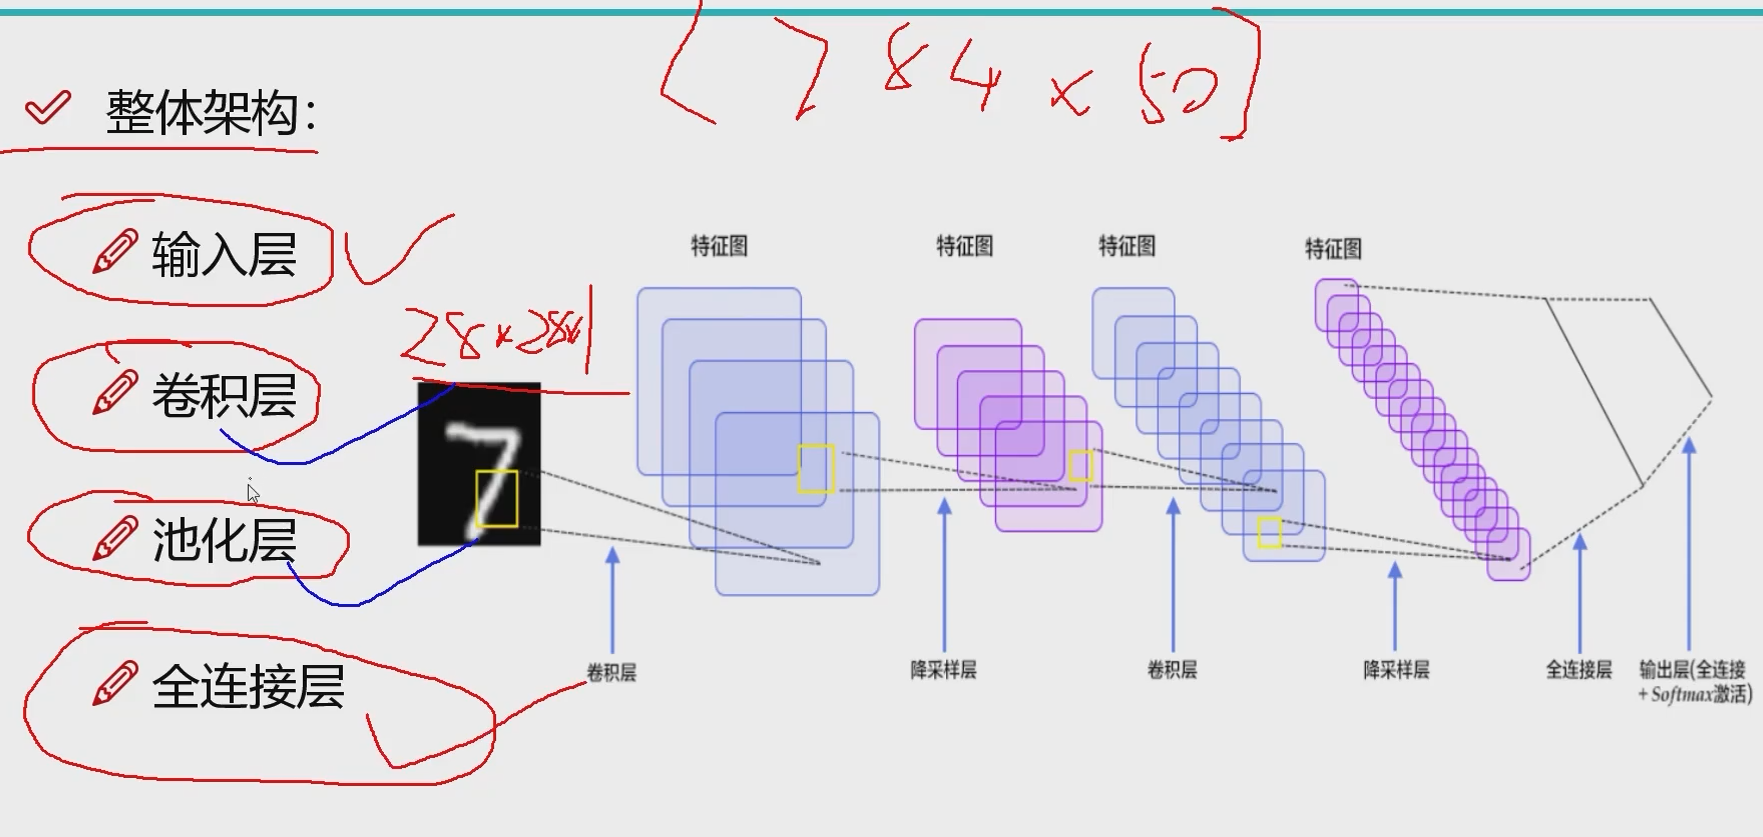 [784×50]
整体架构：
输入层
28×28×1
卷积层
池化层
全连接层
特征图
特征图
特征图
特征图
卷积层
降采样层
卷积层
降采样层
全连接层
输出层(全连接
+Softmax激活)